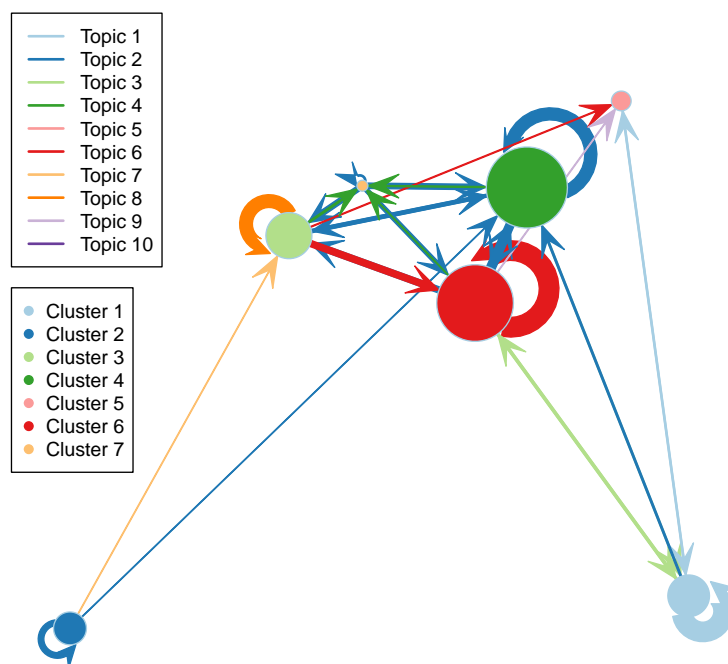 Topic 1
Topic 2
Topic 3
Topic 4
Topic 5
Topic 6
Topic 7
Topic 8
Topic 9
Topic 10
Cluster 1
Cluster 2
Cluster 3
Cluster 4
Cluster 5
Cluster 6
Cluster 7